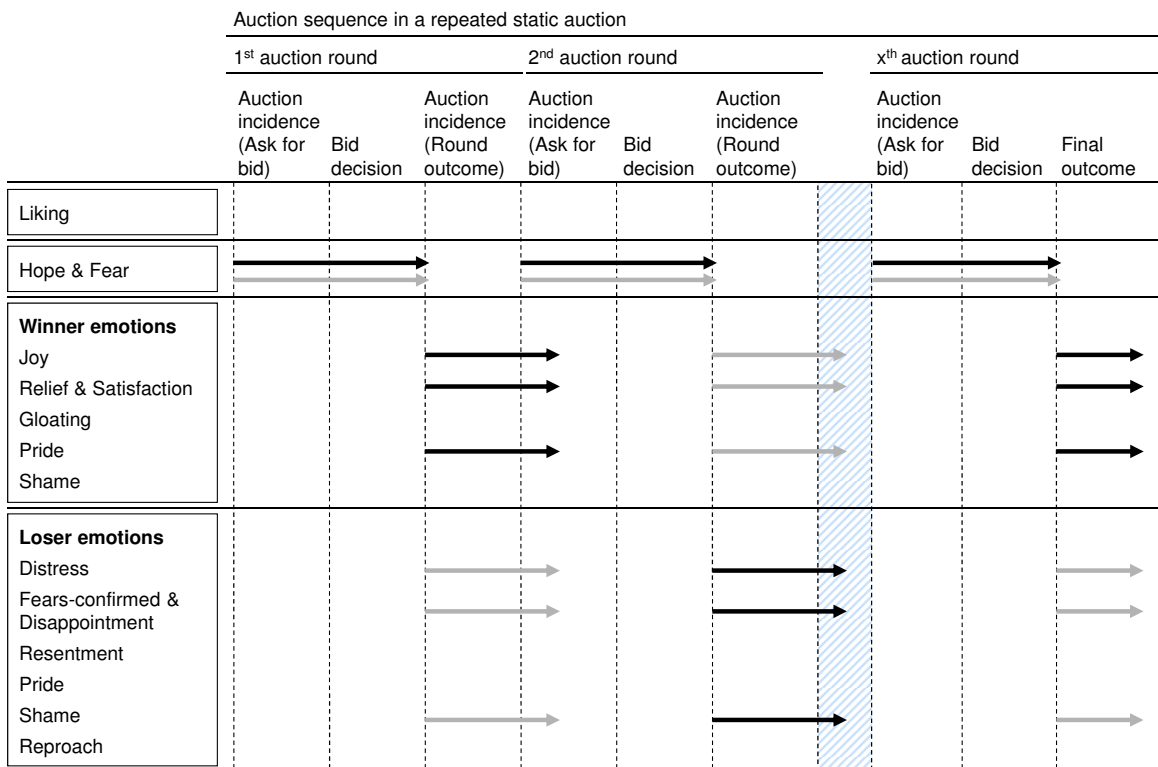 Auction sequence in a repeated static auction
1st auction round
2nd auction round
xth auction round
Auction
incidence
(Ask for
bid)
Bid
decision
Auction
incidence
(Round
outcome)
Auction
incidence
(Ask for
bid)
Bid
decision
Auction
incidence
(Round
outcome)
Auction
incidence
(Ask for
bid)
Bid
decision
Final
outcome
Liking
Hope & Fear
Winner emotions
Joy
Relief & Satisfaction
Gloating
Pride
Shame
Loser emotions
Distress
Fears-confirmed &
Disappointment
Resentment
Pride
Shame
Reproach